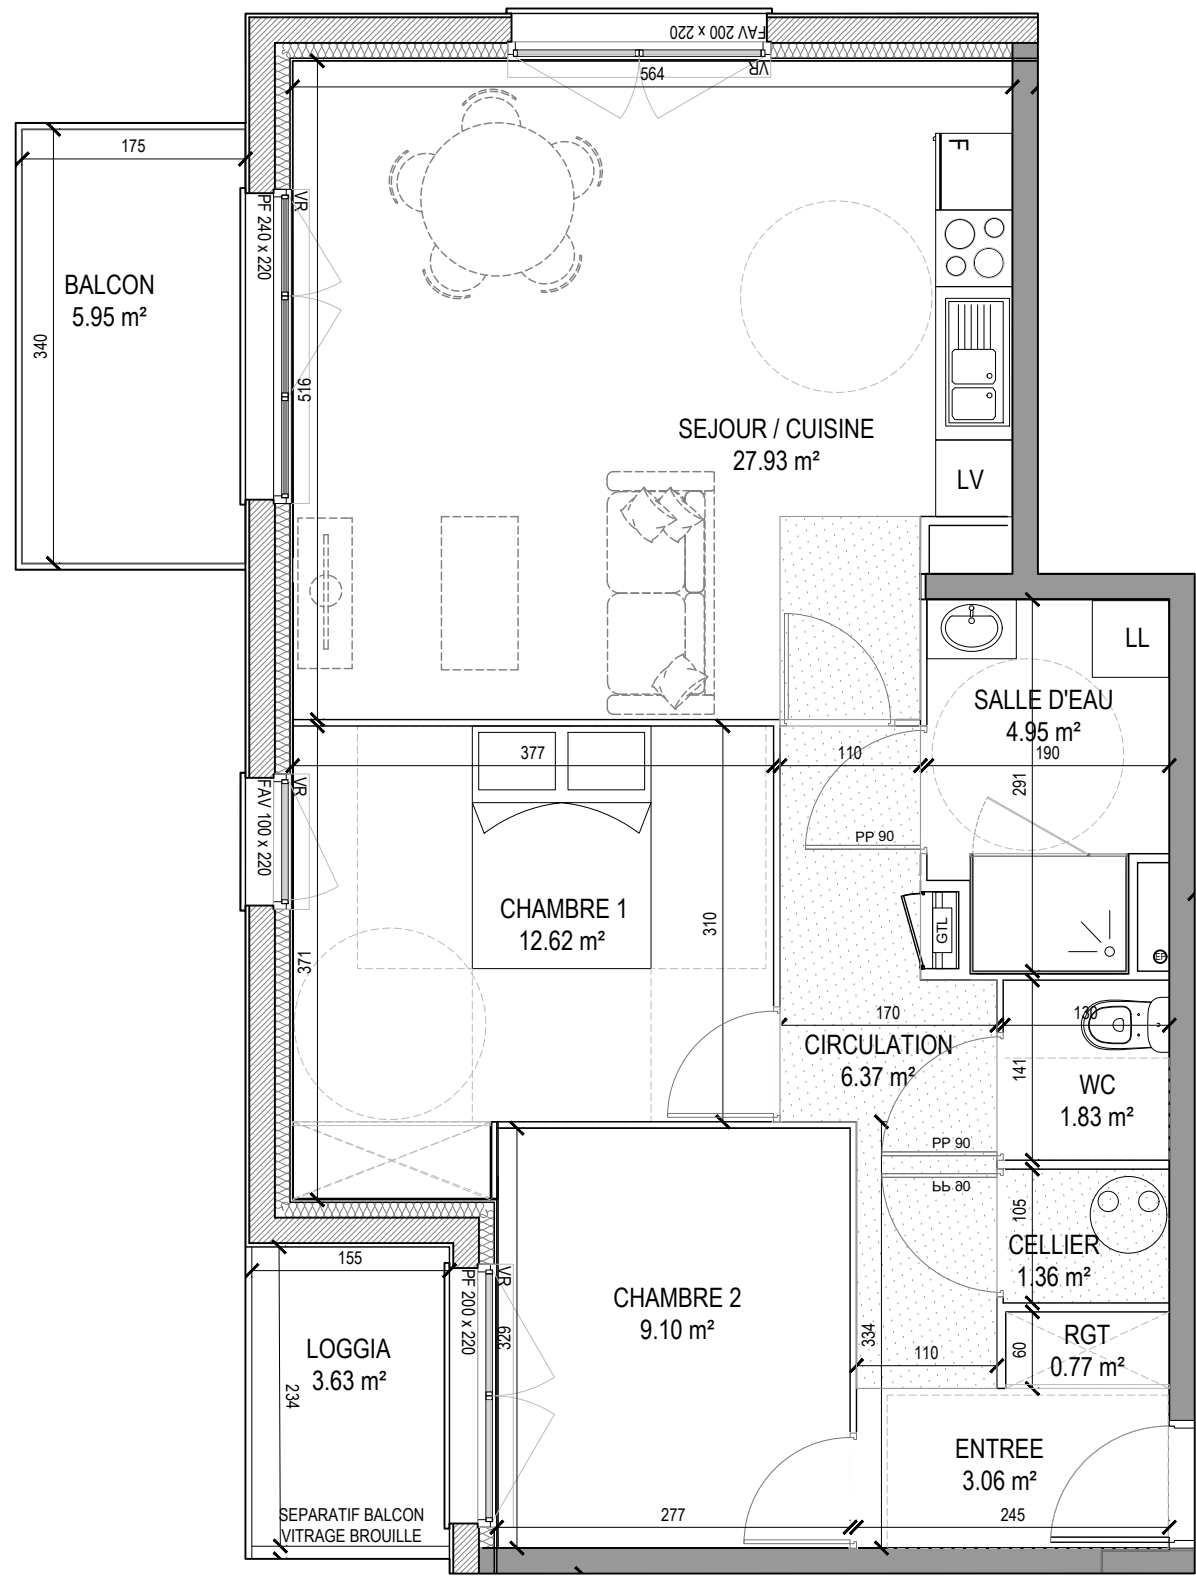 FAV 200 x 220
VR
564
175
F
PF 240 x 220
VR
BALCON
5.95 m²
340
516
SEJOUR / CUISINE
27.93 m²
LV
LL
SALLE D'EAU
4.95 m²
377
110
190
291
VR
FAV 100 x 220
PP 90
CHAMBRE 1
12.62 m²
310
GTL
EP
371
170
130
CIRCULATION
6.37 m²
141
WC
1.83 m²
PP 90
PP 80
105
CELLIER
1.36 m²
155
VR
PF 200 x 220
CHAMBRE 2
9.10 m²
329
334
RGT
0.77 m²
60
110
LOGGIA
3.63 m²
234
ENTREE
3.06 m²
SEPARATIF BALCON
VITRAGE BROUILLE
277
245